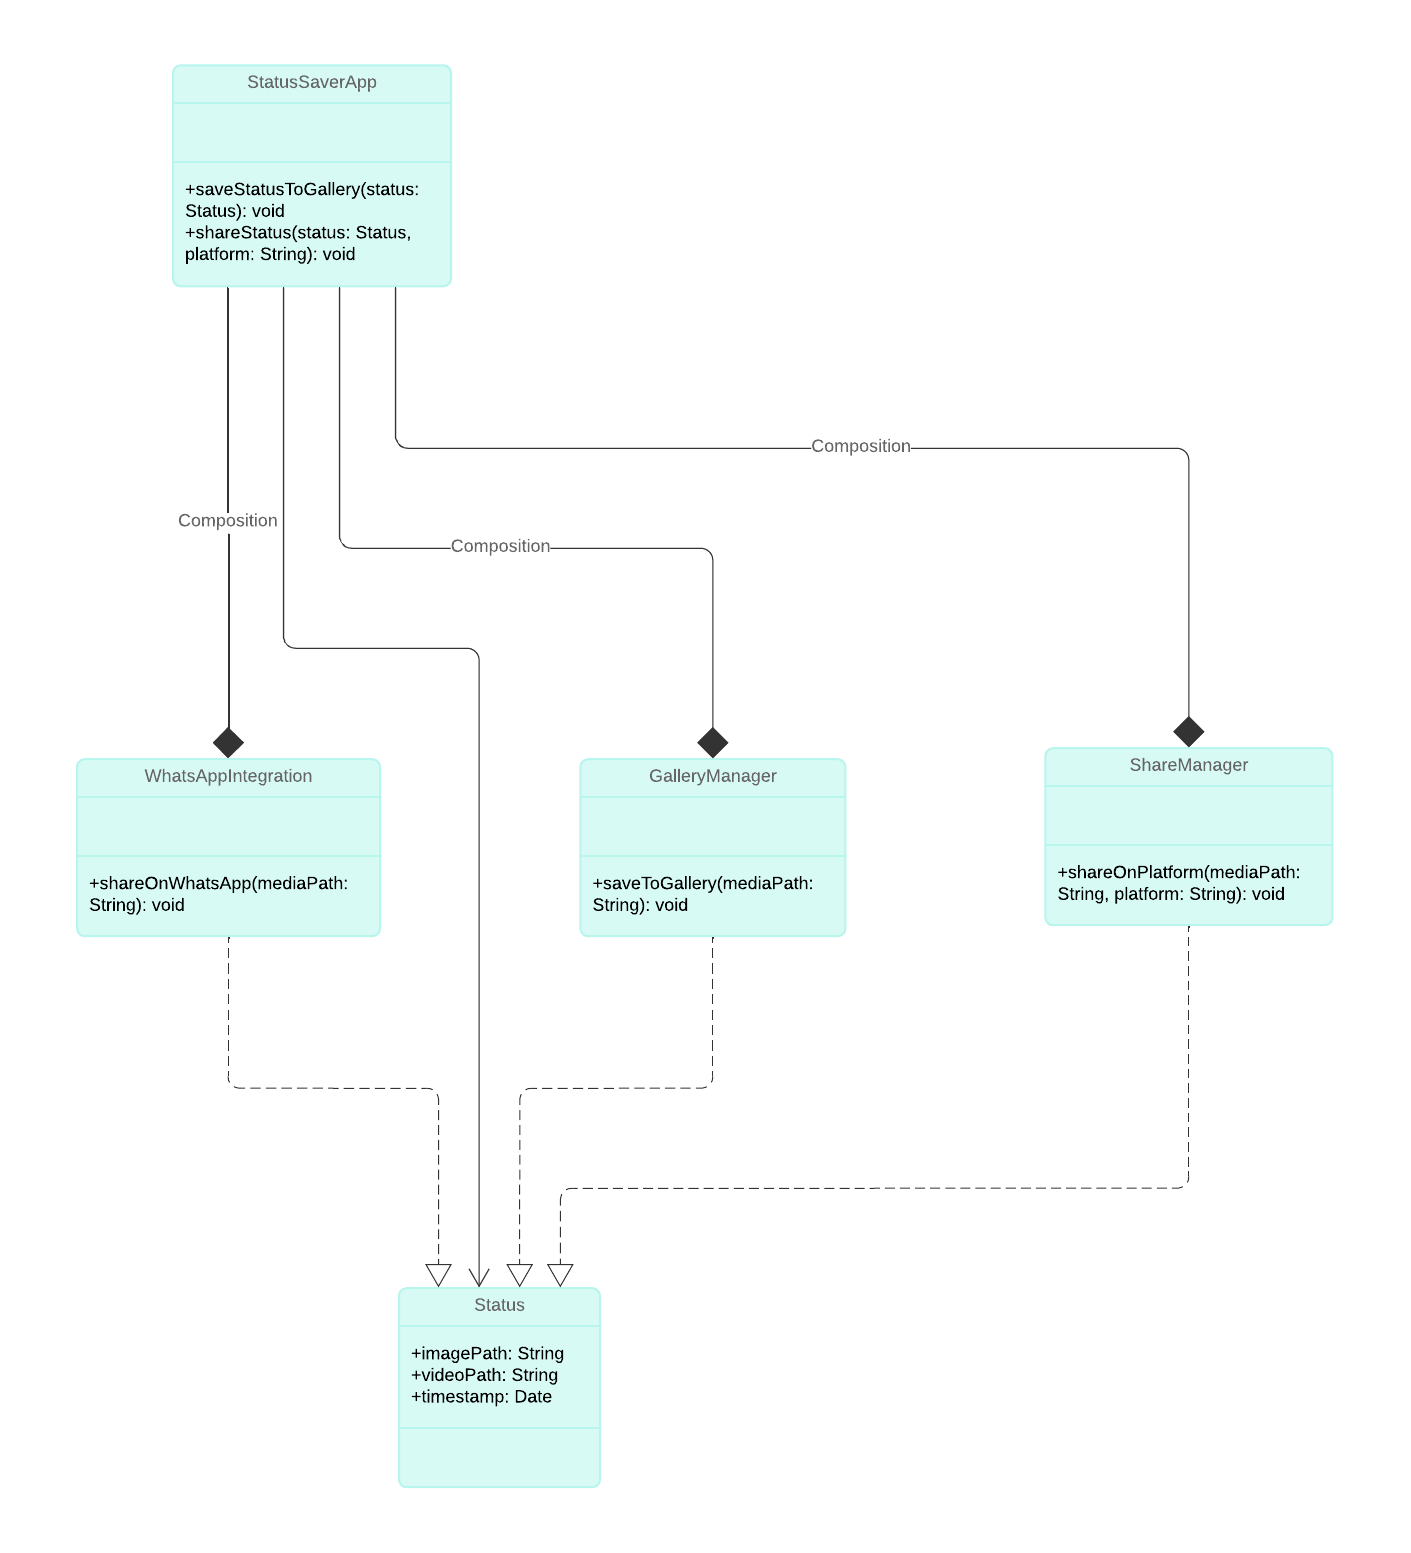 StatusSaverApp
+saveStatusToGallery(status:
Status): void
+shareStatus(status: Status,
platform: String): void
Composition
Composition
Composition
WhatsAppIntegration
+shareOnWhatsApp(mediaPath:
String): void
GalleryManager
+saveToGallery(mediaPath:
String): void
ShareManager
+shareOnPlatform(mediaPath:
String, platform: String): void
Status
+imagePath: String
+videoPath: String
+timestamp: Date